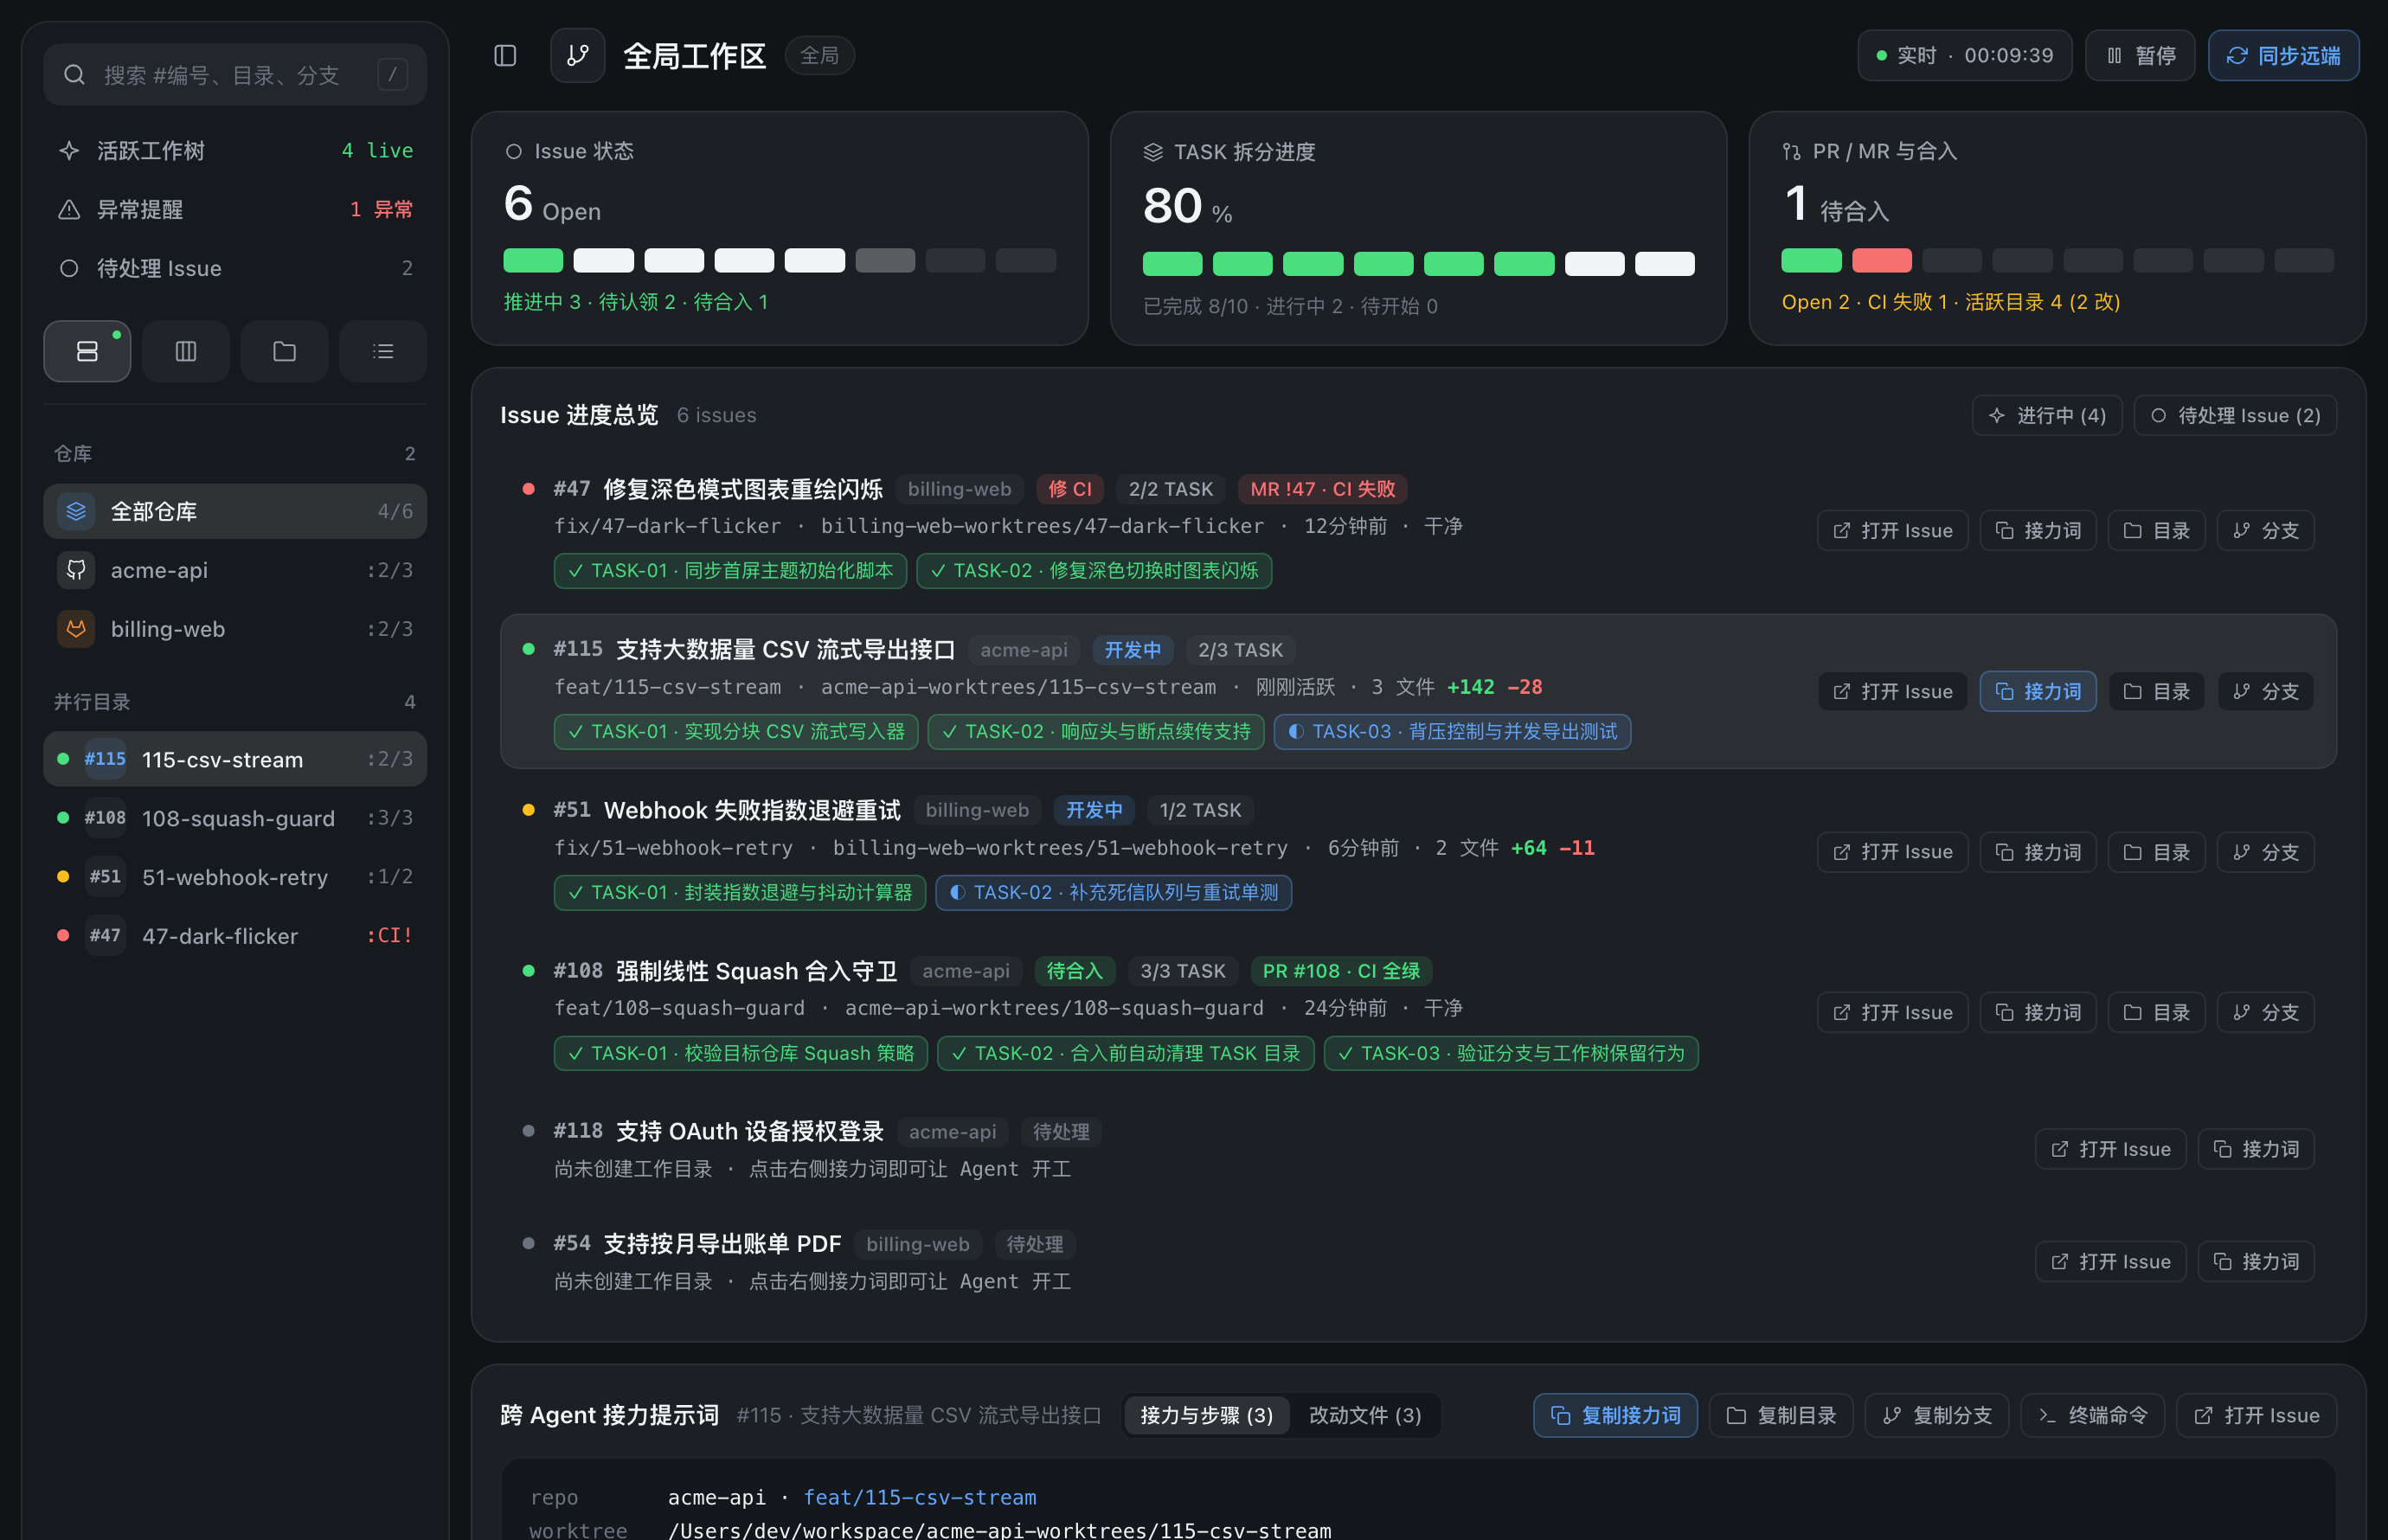 搜索 #编号、目录、分支 /
活跃工作树 4 live
异常提醒 1 异常
待处理 Issue 2
仓库 2
全部仓库 4/6
acme-api :2/3
billing-web :2/3
并行目录 4
#115 115-csv-stream :2/3
#108 108-squash-guard :3/3
#51 51-webhook-retry :1/2
#47 47-dark-flicker :CI!
全局工作区 全局
实时 · 00:09:39 暂停 同步远端
Issue 状态
6 Open
推进中 3 · 待认领 2 · 待合入 1
TASK 拆分进度
80 %
已完成 8/10 · 进行中 2 · 待开始 0
PR / MR 与合入
1 待合入
Open 2 · CI 失败 1 · 活跃目录 4 (2 改)
Issue 进度总览 6 issues 进行中 (4) 待处理 Issue (2)
#47 修复深色模式图表重绘闪烁 billing-web 修 CI 2/2 TASK MR !47 · CI 失败
fix/47-dark-flicker · billing-web-worktrees/47-dark-flicker · 12分钟前 · 干净
打开 Issue 接力词 目录 分支
✓ TASK-01 · 同步首屏主题初始化脚本 ✓ TASK-02 · 修复深色切换时图表闪烁
#115 支持大数据量 CSV 流式导出接口 acme-api 开发中 2/3 TASK
feat/115-csv-stream · acme-api-worktrees/115-csv-stream · 刚刚活跃 · 3 文件 +142 −28
打开 Issue 接力词 目录 分支
✓ TASK-01 · 实现分块 CSV 流式写入器 ✓ TASK-02 · 响应头与断点续传支持 TASK-03 · 背压控制与并发导出测试
#51 Webhook 失败指数退避重试 billing-web 开发中 1/2 TASK
fix/51-webhook-retry · billing-web-worktrees/51-webhook-retry · 6分钟前 · 2 文件 +64 −11
打开 Issue 接力词 目录 分支
✓ TASK-01 · 封装指数退避与抖动计算器 TASK-02 · 补充死信队列与重试单测
#108 强制线性 Squash 合入守卫 acme-api 待合入 3/3 TASK PR #108 · CI 全绿
feat/108-squash-guard · acme-api-worktrees/108-squash-guard · 24分钟前 · 干净
打开 Issue 接力词 目录 分支
✓ TASK-01 · 校验目标仓库 Squash 策略 ✓ TASK-02 · 合入前自动清理 TASK 目录 ✓ TASK-03 · 验证分支与工作树保留行为
#118 支持 OAuth 设备授权登录 acme-api 待处理
打开 Issue 接力词
尚未创建工作目录 · 点击右侧接力词即可让 Agent 开工
#54 支持按月导出账单 PDF billing-web 待处理
打开 Issue 接力词
尚未创建工作目录 · 点击右侧接力词即可让 Agent 开工
跨 Agent 接力提示词 #115 · 支持大数据量 CSV 流式导出接口 接力与步骤 (3) 改动文件 (3) 复制接力词 复制目录 复制分支 终端命令 打开 Issue
repo acme-api · feat/115-csv-stream
worktree /Users/dev/workspace/acme-api-worktrees/115-csv-stream